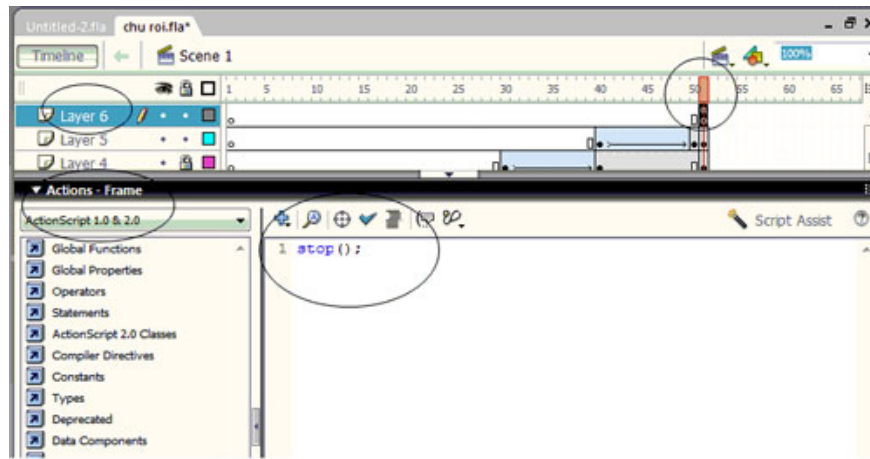 Untitled-2.fla chu roi.fla*
Timeline Scene 1 100%
1 5 10 15 20 25 30 35 40 45 50 55 60 65
Layer 6
Layer 5
Layer 4
Actions - Frame
ActionScript 1.0 & 2.0 Script Assist
Global Functions
1 stop();
Global Properties
Operators
Statements
ActionScript 2.0 Classes
Compiler Directives
Constants
Types
Deprecated
Data Components